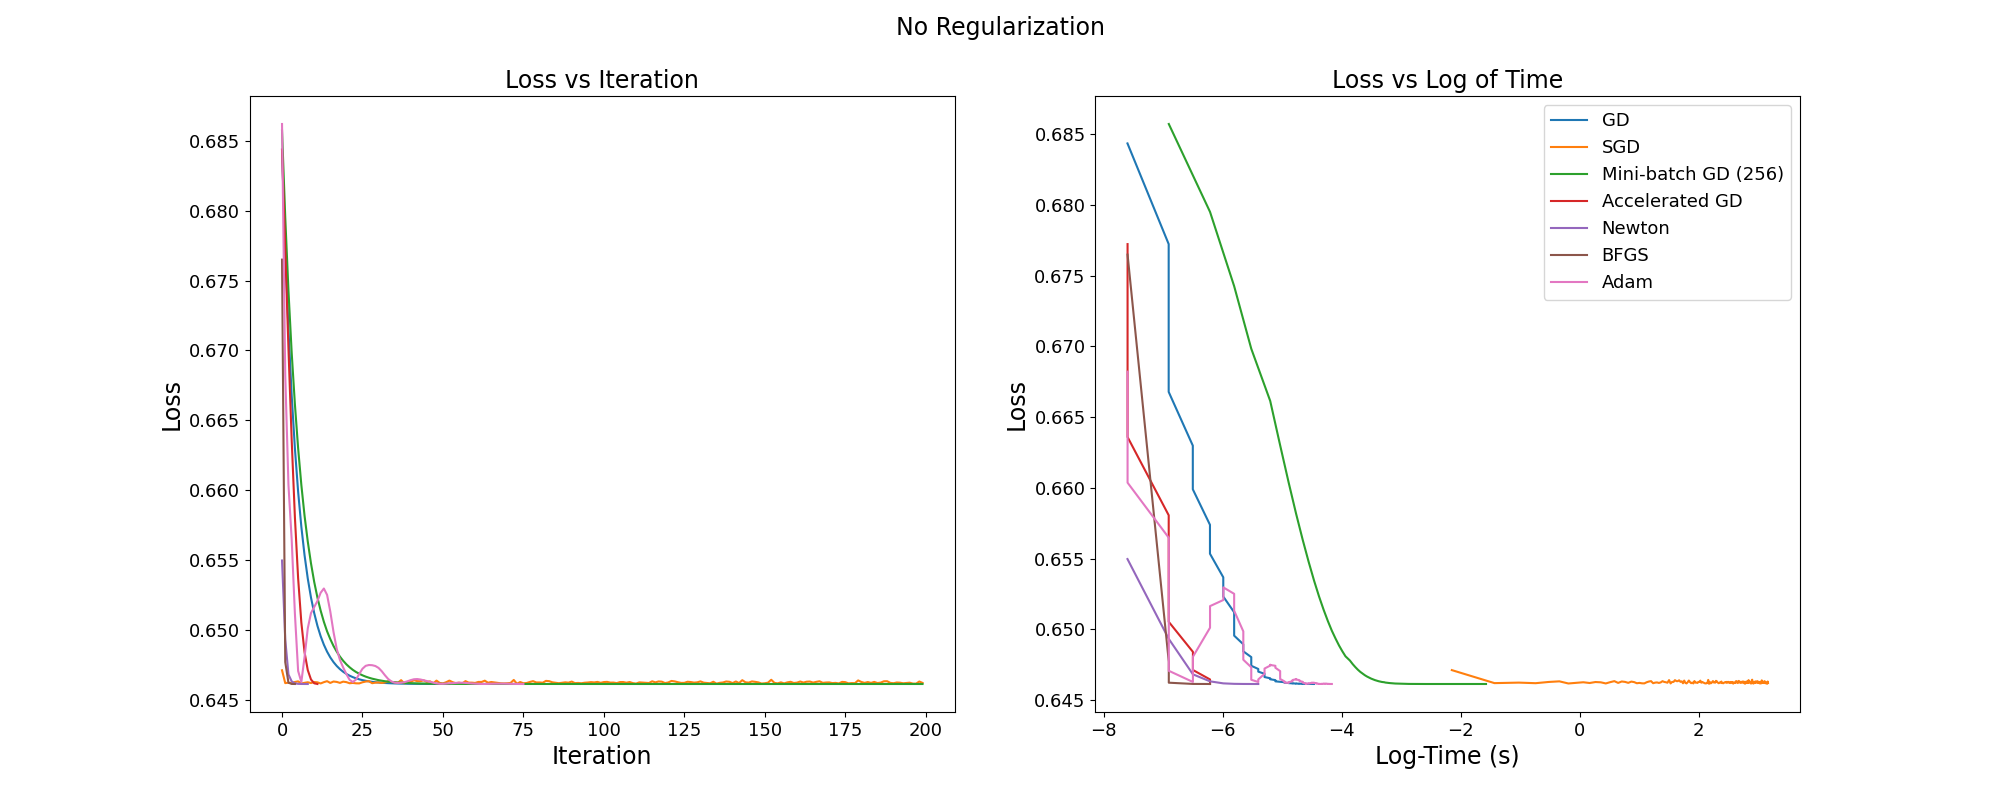 No Regularization
Loss vs Iteration
0.685
0.680
0.675
0.670
0.665
0.660
0.655
0.650
0.645
Loss
0 25 50 75 100 125 150 175 200
Iteration
Loss vs Log of Time
0.685
0.680
0.675
0.670
0.665
0.660
0.655
0.650
0.645
Loss
−8 −6 −4 −2 0 2
Log-Time (s)
GD
SGD
Mini-batch GD (256)
Accelerated GD
Newton
BFGS
Adam